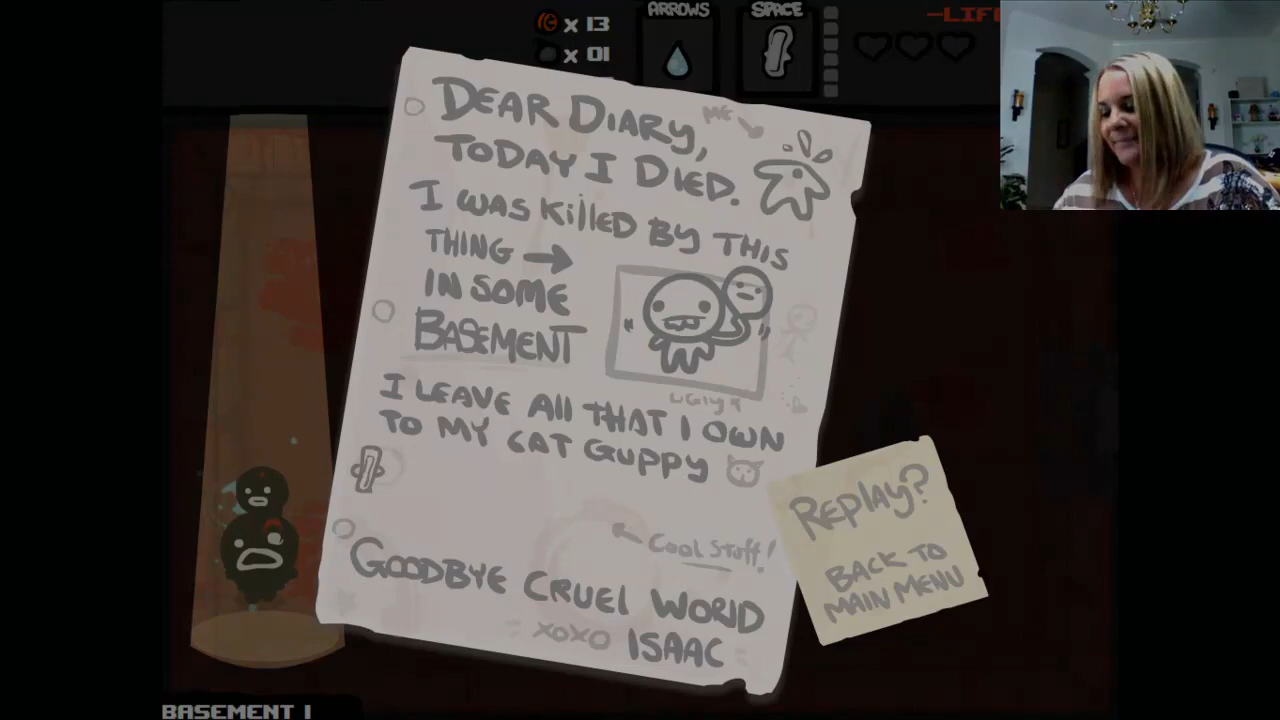 x 13
x 01
ARROWS
SPACE
DEAR DIARY,
ME
TODAY I DIED.
I WAS KillED BY THIS
THING →
IN SOME
BASEMENT
UGLY
I LEAVE All THAT I OWN
TO MY CAT GUPPY
COOL STUFF!
GOODBYE CRUEl WORlD
XOXO ISAAC
REPlAY?
BACK TO
MAIN MENU
BASEMENT I